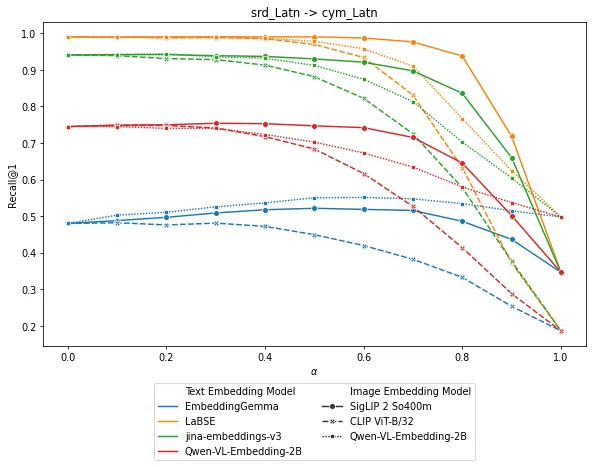 srd_Latn -> cym_Latn
Recall@1
1.0
0.9
0.8
0.7
0.6
0.5
0.4
0.3
0.2
0.0 0.2 0.4 0.6 0.8 1.0
α
Text Embedding Model Image Embedding Model
EmbeddingGemma SigLIP 2 So400m
LaBSE CLIP ViT-B/32
jina-embeddings-v3 Qwen-VL-Embedding-2B
Qwen-VL-Embedding-2B